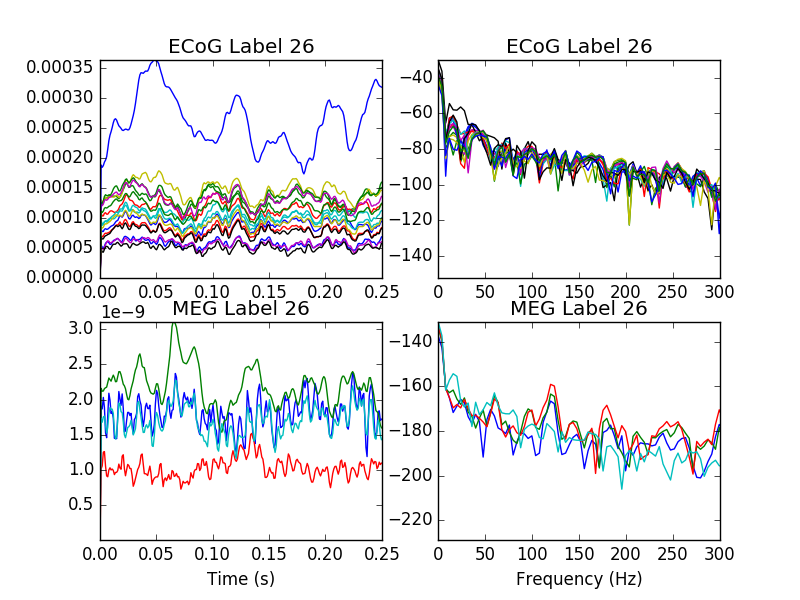 ECoG Label 26
ECoG Label 26
0.00035
0.00030
0.00025
0.00020
0.00015
0.00010
0.00005
0.00000
0.00 0.05 0.10 0.15 0.20 0.25
−40
−60
−80
−100
−120
−140
0 50 100 150 200 250 300
MEG Label 26
MEG Label 26
1e−9
3.0
2.5
2.0
1.5
1.0
0.5
0.00 0.05 0.10 0.15 0.20 0.25
Time (s)
−140
−160
−180
−200
−220
0 50 100 150 200 250 300
Frequency (Hz)